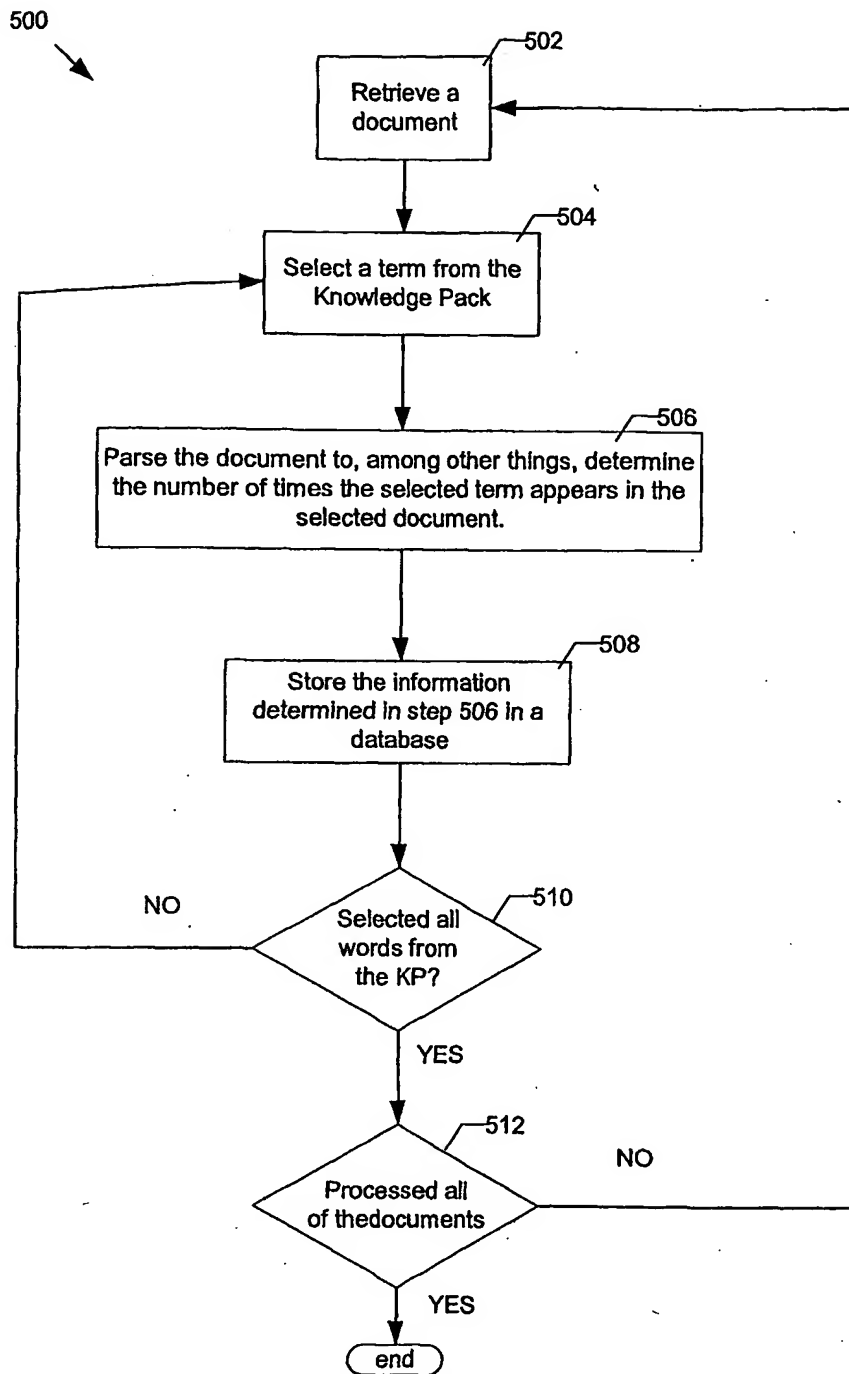 500
502
Retrieve a
document
504
Select a term from the
Knowledge Pack
506
Parse the document to, among other things, determine
the number of times the selected term appears in the
selected document.
508
Store the information
determined in step 506 in a
database
510
NO
Selected all
words from
the KP?
YES
512
NO
Processed all
of thedocuments
YES
end